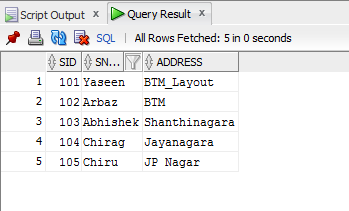 Script Output x Query Result x
SQL | All Rows Fetched: 5 in 0 seconds
SID SN... ADDRESS
1 101 Yaseen BTM_Layout
2 102 Arbaz BTM
3 103 Abhishek Shanthinagara
4 104 Chirag Jayanagara
5 105 Chiru JP Nagar